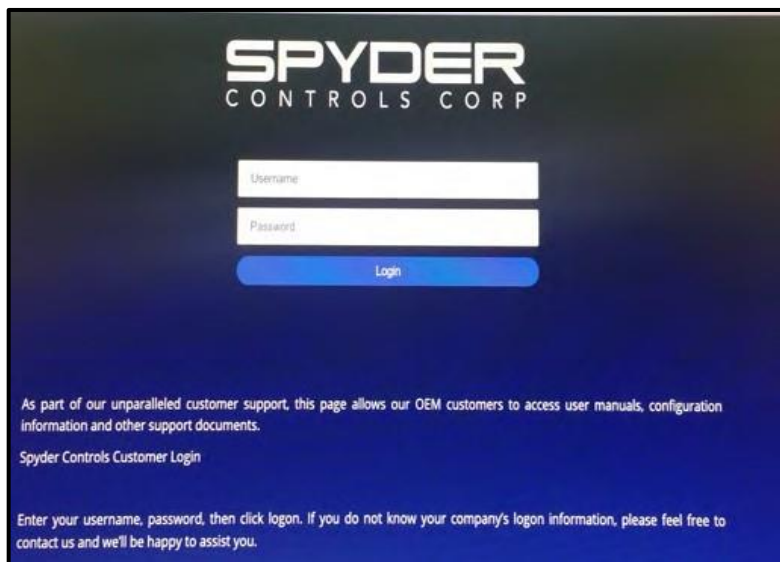 SPYDER
CONTROLS CORP
Username
Password
Login
As part of our unparalleled customer support, this page allows our OEM customers to access user manuals, configuration
information and other support documents.
Spyder Controls Customer Login
Enter your username, password, then click logon. If you do not know your company's logon information, please feel free to
contact us and we'll be happy to assist you.